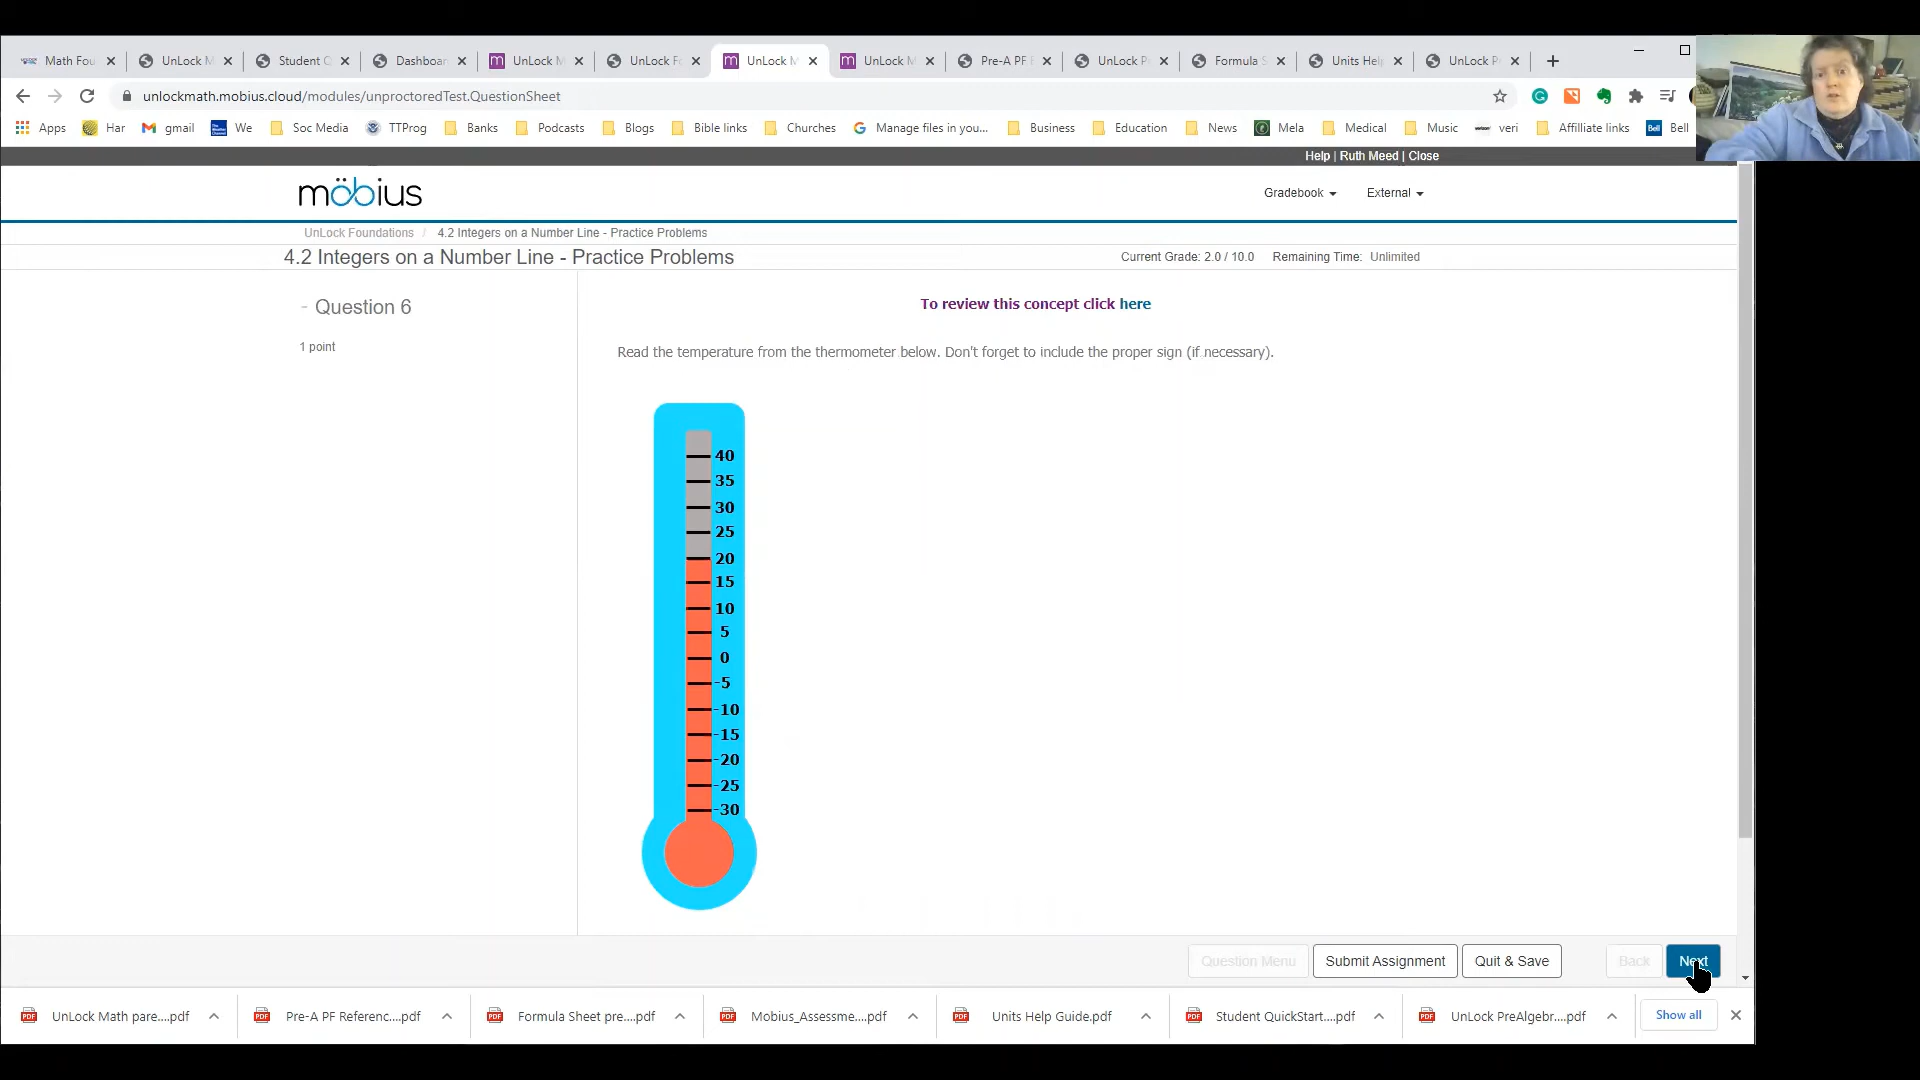 Math Fou
UnLock M
Student Q
Dashboar
UnLock M
UnLock Fo
UnLock M
UnLock M
Pre-A PF
UnLock P
Formula S
Units Help
UnLock P
unlockmath.mobius.cloud/modules/unproctoredTest.QuestionSheet
Apps Har gmail We Soc Media TTProg Banks Podcasts Blogs Bible links Churches Manage files in you... Business Education News Mela Medical Music veri Affilliate links Bell Bell
Help | Ruth Meed | Close
möbius
Gradebook External
UnLock Foundations / 4.2 Integers on a Number Line - Practice Problems
4.2 Integers on a Number Line - Practice Problems
Current Grade: 2.0 / 10.0 Remaining Time: Unlimited
Question 6
1 point
To review this concept click here
Read the temperature from the thermometer below. Don't forget to include the proper sign (if necessary).
40
35
30
25
20
15
10
5
0
-5
-10
-15
-20
-25
-30
Question Menu Submit Assignment Quit & Save Back Next
UnLock Math pare....pdf Pre-A PF Referenc....pdf Formula Sheet pre....pdf Mobius_Assessme....pdf Units Help Guide.pdf Student QuickStart....pdf UnLock PreAlgebr....pdf Show all